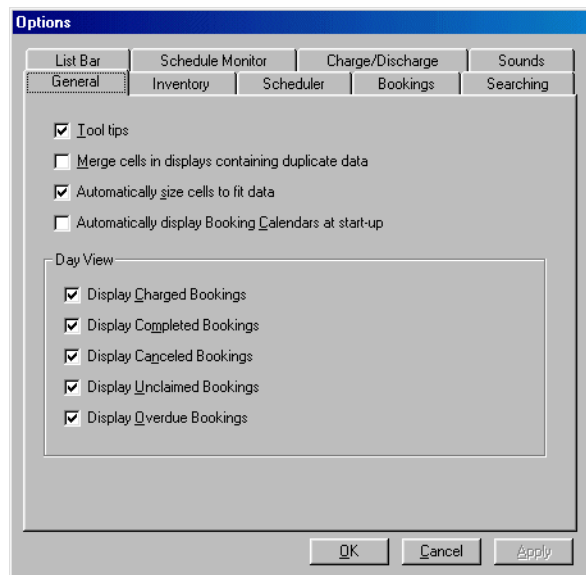 Options
List Bar Schedule Monitor Charge/Discharge Sounds
General Inventory Scheduler Bookings Searching
Tool tips
Merge cells in displays containing duplicate data
Automatically size cells to fit data
Automatically display Booking Calendars at start-up
Day View
Display Charged Bookings
Display Completed Bookings
Display Canceled Bookings
Display Unclaimed Bookings
Display Overdue Bookings
OK Cancel Apply